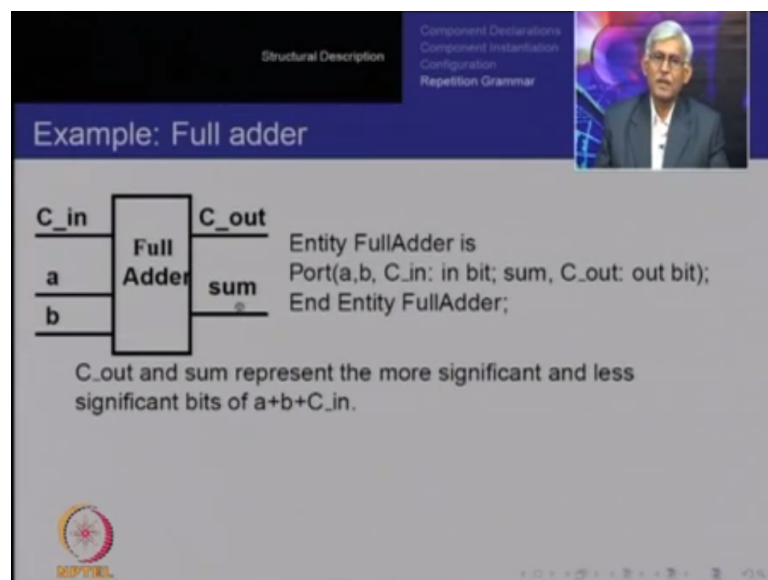 Structural Description
Component Declarations
Component Instantiation
Configuration
Repetition Grammar
Example: Full adder
C_in
C_out
Full
Adder
a
sum
b
Entity FullAdder is
Port(a,b, C_in: in bit; sum, C_out: out bit);
End Entity FullAdder;
C_out and sum represent the more significant and less
significant bits of a+b+C_in.
NPTEL